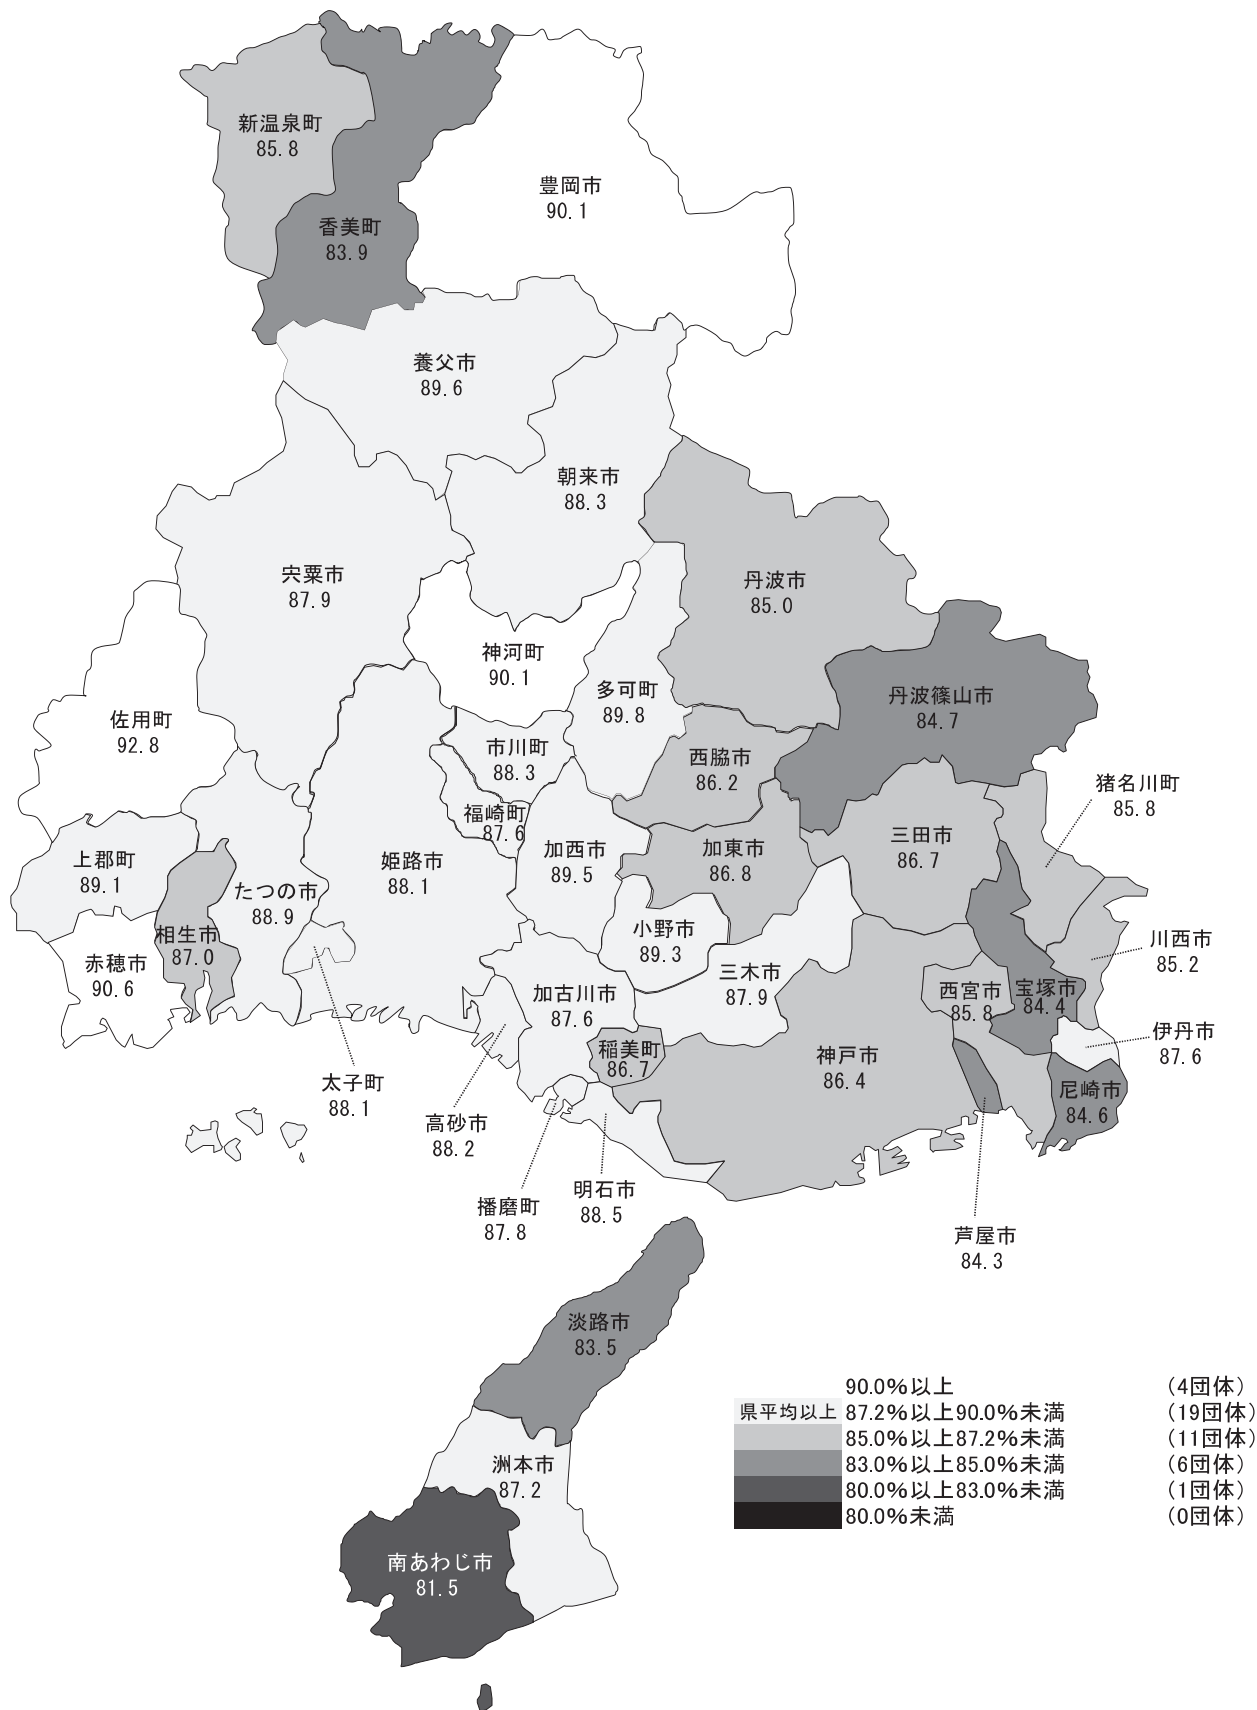 新温泉町
85.8
香美町
83.9
豊岡市
90.1
養父市
89.6
朝来市
88.3
宍粟市
87.9
丹波市
85.0
神河町
90.1
多可町
89.8
丹波篠山市
84.7
佐用町
92.8
市川町
88.3
西脇市
86.2
猪名川町
85.8
福崎町
87.6
三田市
86.7
上郡町
89.1
姫路市
88.1
加西市
89.5
加東市
86.8
たつの市
88.9
相生市
87.0
小野市
89.3
川西市
85.2
赤穂市
90.6
三木市
87.9
加古川市
87.6
西宮市
85.8
宝塚市
84.4
伊丹市
87.6
稲美町
86.7
神戸市
86.4
太子町
88.1
尼崎市
84.6
高砂市
88.2
明石市
88.5
播磨町
87.8
芦屋市
84.3
淡路市
83.5
90.0%以上 (4団体)
県平均以上 87.2%以上90.0%未満 (19団体)
85.0%以上87.2%未満 (11団体)
83.0%以上85.0%未満 (6団体)
80.0%以上83.0%未満 (1団体)
80.0%未満 (0団体)
洲本市
87.2
南あわじ市
81.5